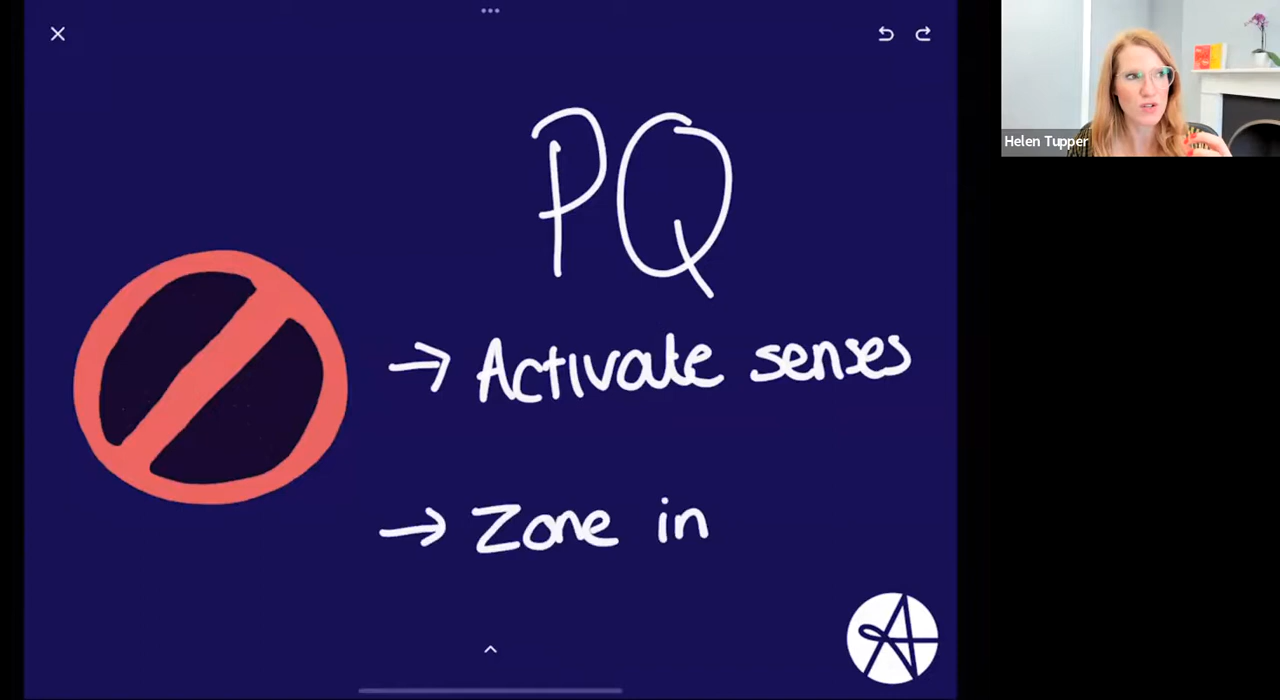 PQ
Helen Tupper
→ Activate senses
→ Zone in